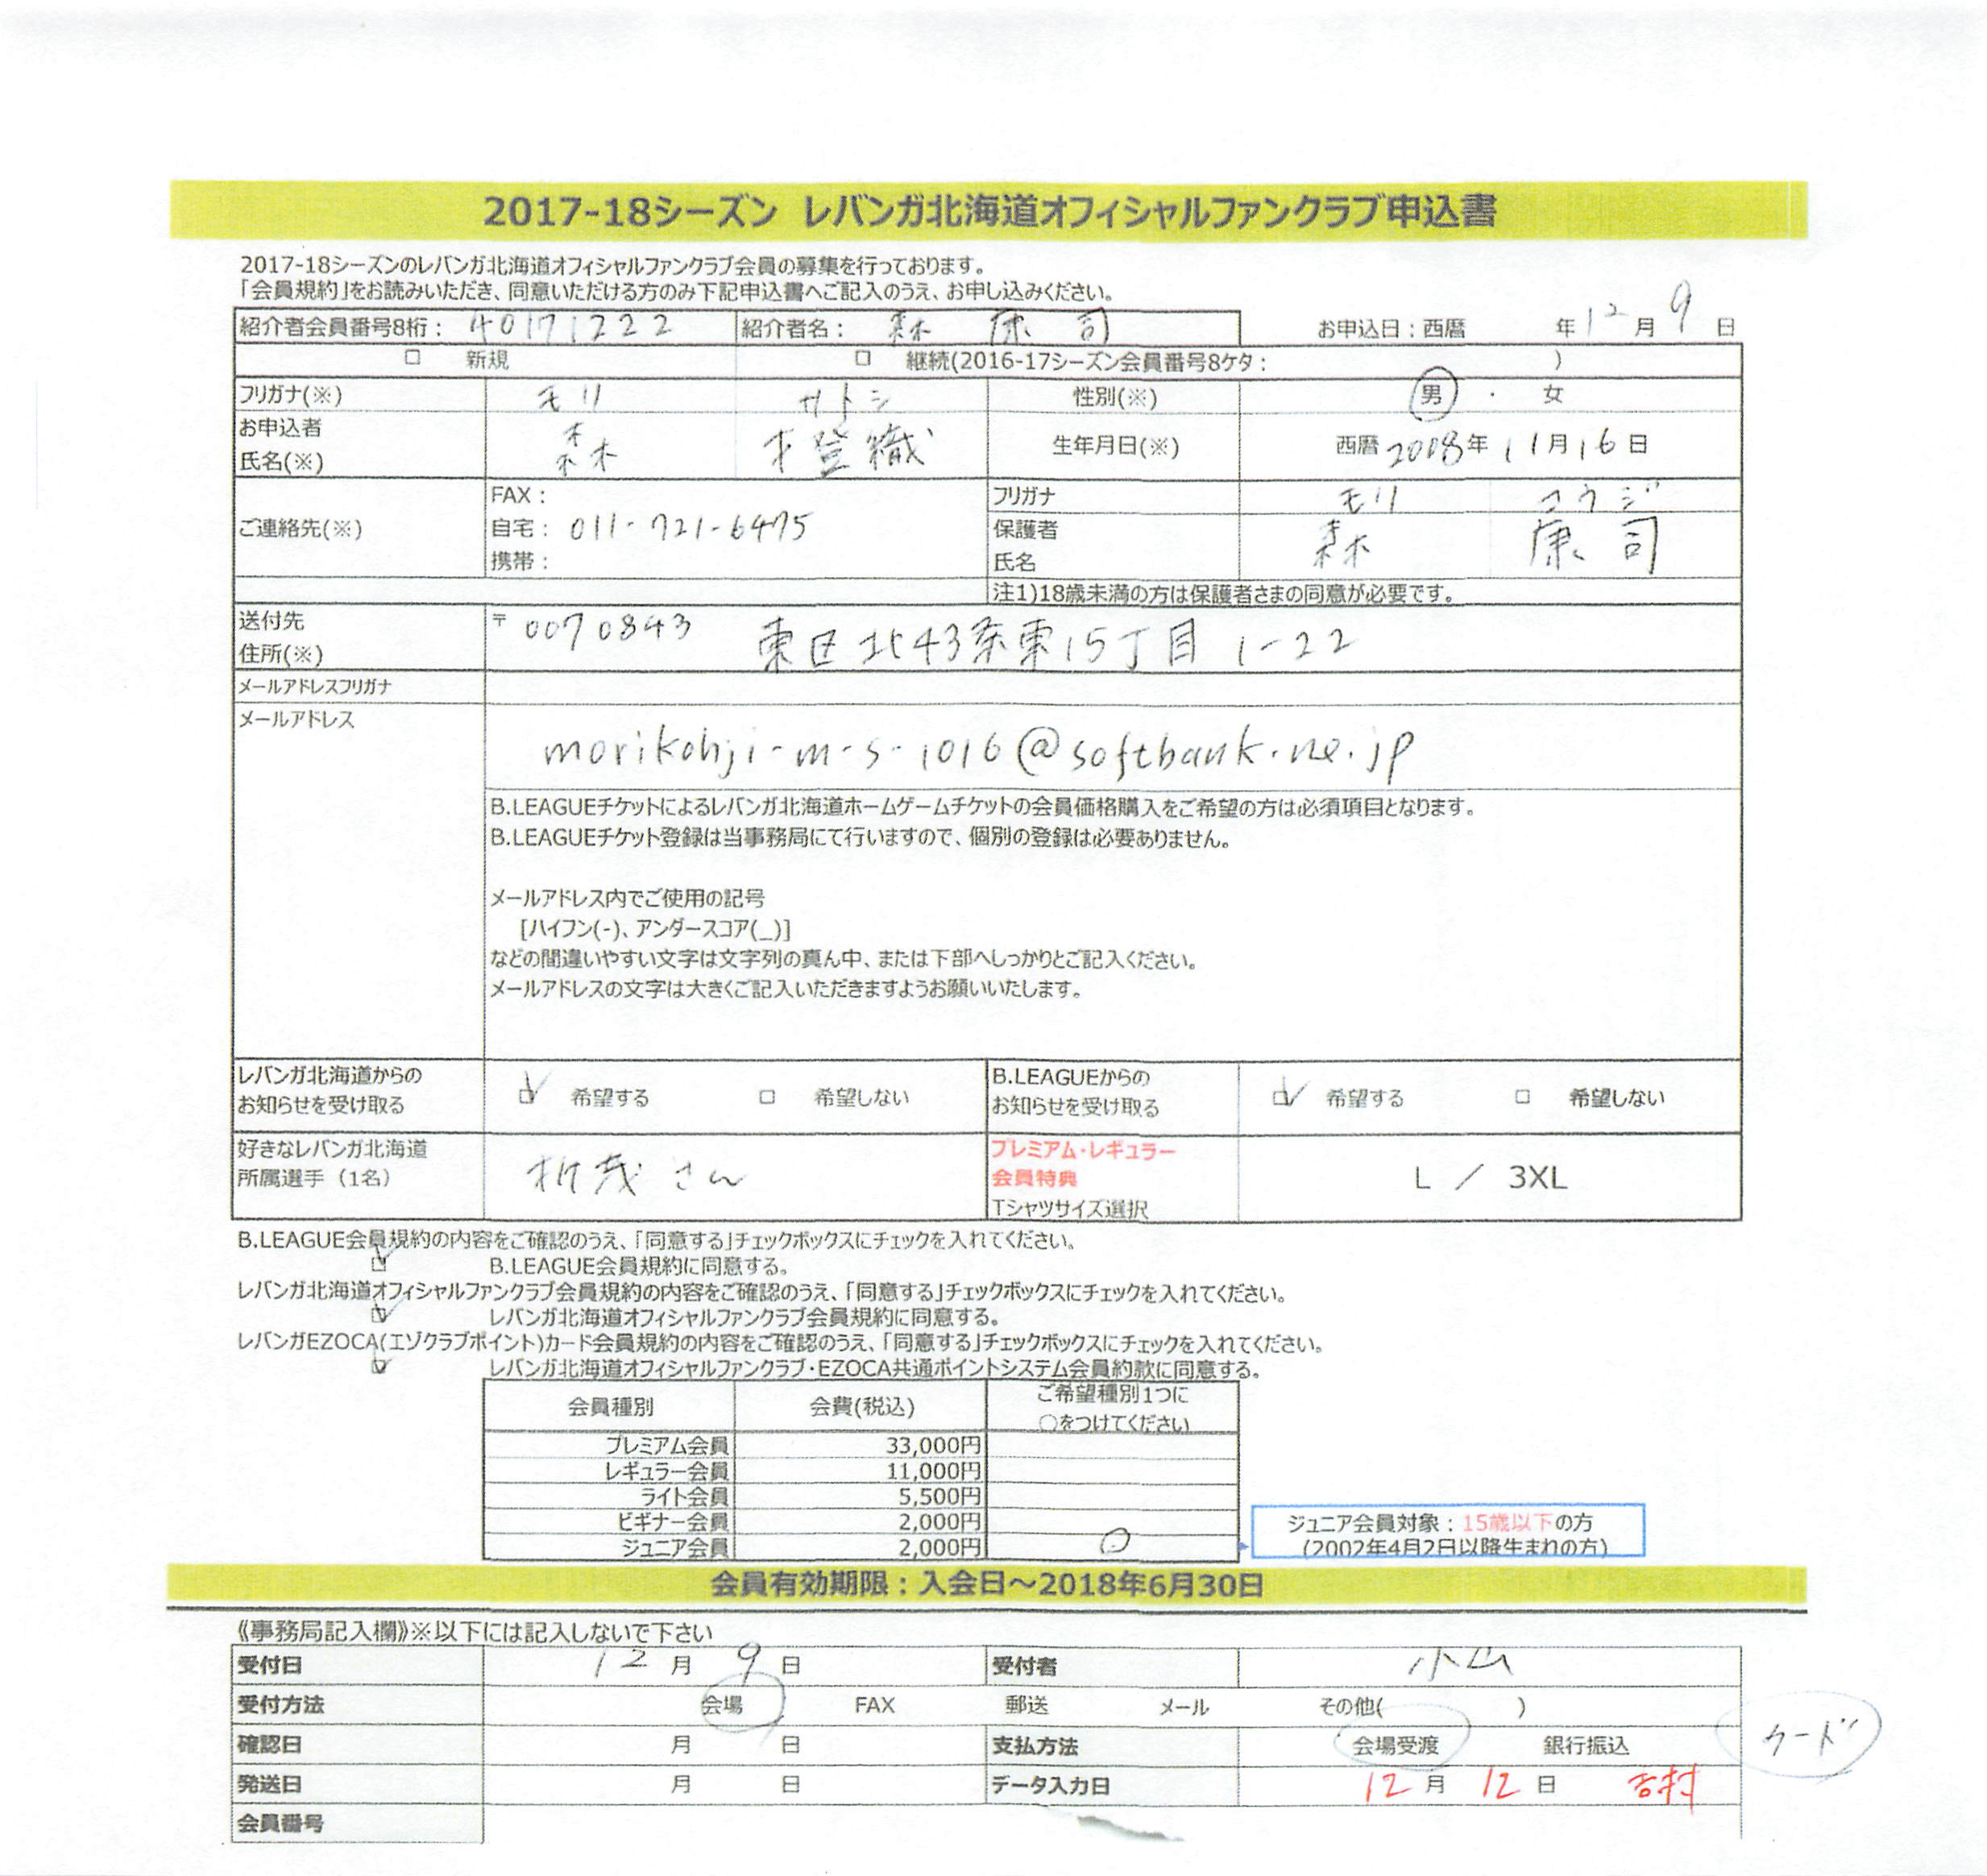 2017-18シーズン レバンガ北海道オフィシャルファンクラブ申込書
2017-18シーズンのレバンガ北海道オフィシャルファンクラブ会員の募集を行っております。
「会員規約」をお読みいただき、同意いただける方のみ下記申込書へご記入のうえ、お申し込みください。
紹介者会員番号8桁： 40171222 紹介者名： 森 康司 お申込日：西暦 年 12 月 9 日
□ 新規 □ 継続(2016-17シーズン会員番号8ケタ： )
フリガナ(※) モリ サトシ 性別(※) 男 ・ 女
お申込者
氏名(※) 森 橙織 生年月日(※) 西暦 2008年 11月 16日
ご連絡先(※) FAX：
自宅： 011-721-6475
携帯：
フリガナ モリ コウジ
保護者
氏名 森 康司
注1)18歳未満の方は保護者さまの同意が必要です。
送付先
住所(※) 〒 0070843 東区北43条東15丁目 1-22
メールアドレスフリガナ
メールアドレス morikohji-m-s-1016@softbank.ne.jp
B.LEAGUEチケットによるレバンガ北海道ホームゲームチケットの会員価格購入をご希望の方は必須項目となります。
B.LEAGUEチケット登録は当事務局にて行いますので、個別の登録は必要ありません。
メールアドレス内でご使用の記号
[ハイフン(-)、アンダースコア(_)]
などの間違いやすい文字は文字列の真ん中、または下部へしっかりとご記入ください。
メールアドレスの文字は大きくご記入いただきますようお願いいたします。
レバンガ北海道からの
お知らせを受け取る ☑ 希望する □ 希望しない
B.LEAGUEからの
お知らせを受け取る ☑ 希望する □ 希望しない
好きなレバンガ北海道
所属選手（1名） 折茂さん
プレミアム・レギュラー
会員特典
Tシャツサイズ選択 L ／ 3XL
B.LEAGUE会員規約の内容をご確認のうえ、「同意する」チェックボックスにチェックを入れてください。
☑ B.LEAGUE会員規約に同意する。
レバンガ北海道オフィシャルファンクラブ会員規約の内容をご確認のうえ、「同意する」チェックボックスにチェックを入れてください。
☑ レバンガ北海道オフィシャルファンクラブ会員規約に同意する。
レバンガEZOCA(エゾクラブポイント)カード会員規約の内容をご確認のうえ、「同意する」チェックボックスにチェックを入れてください。
☑ レバンガ北海道オフィシャルファンクラブ・EZOCA共通ポイントシステム会員約款に同意する。
会員種別 会費(税込) ご希望種別1つに
○をつけてください
プレミアム会員 33,000円
レギュラー会員 11,000円
ライト会員 5,500円
ビギナー会員 2,000円
ジュニア会員 2,000円 ○
ジュニア会員対象：15歳以下の方
(2002年4月2日以降生まれの方)
会員有効期限：入会日～2018年6月30日
《事務局記入欄》※以下には記入しないで下さい
受付日 12 月 9 日 受付者 小山
受付方法 会場 FAX 郵送 メール その他( )
確認日 月 日 支払方法 会場受渡 銀行振込 カード
発送日 月 日 データ入力日 12 月 12 日 吉村
会員番号